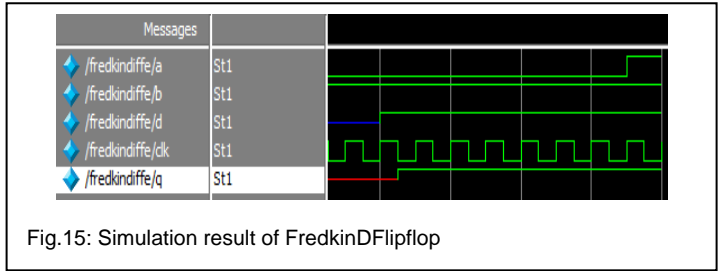 Messages
/fredkindiffe/a St1
/fredkindiffe/b St1
/fredkindiffe/d St1
/fredkindiffe/clk St1
/fredkindiffe/q St1
Fig.15: Simulation result of FredkinDFlipflop